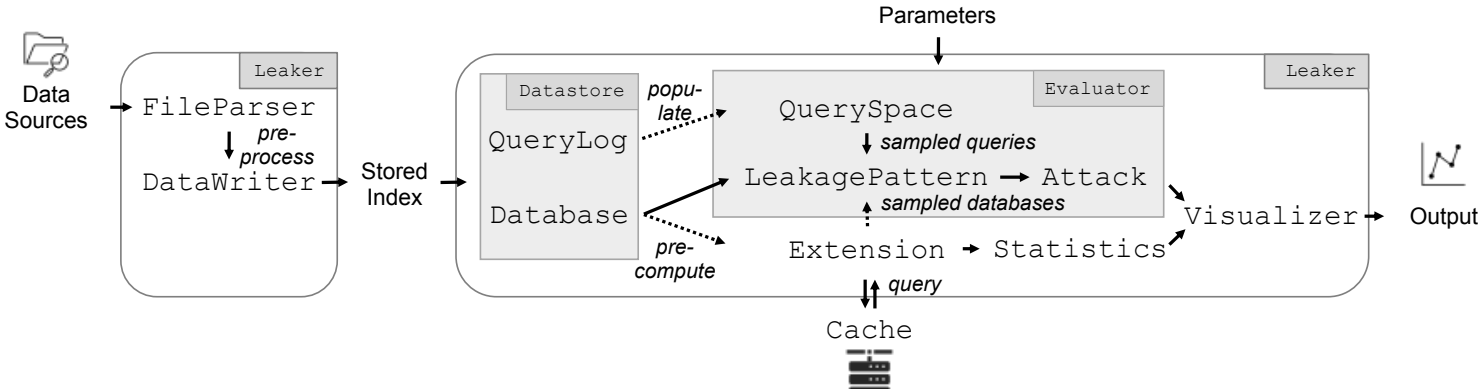 Parameters
Data
Sources
Leaker
FileParser
pre-
process
DataWriter
Stored
Index
Leaker
Datastore
QueryLog
Database
popu-
late
pre-
compute
Evaluator
QuerySpace
sampled queries
LeakagePattern
Attack
sampled databases
Extension
Statistics
Visualizer
Output
query
Cache